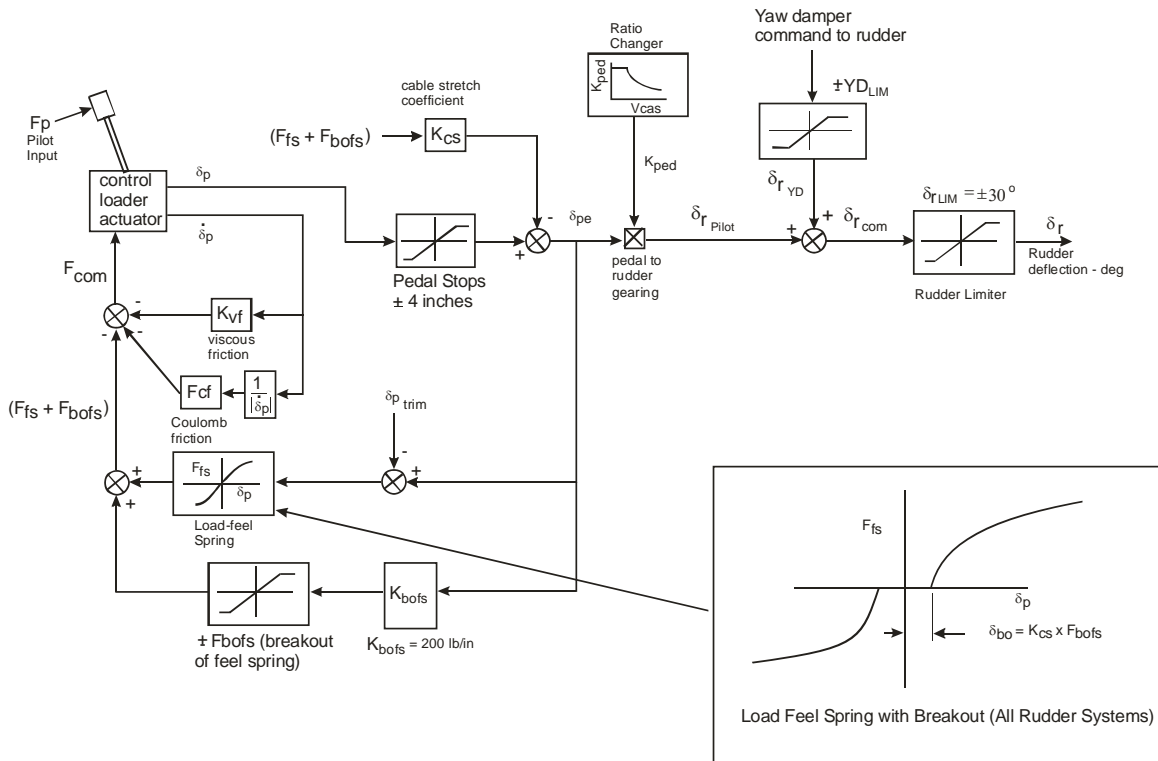 Fp
Pilot
Input
control
loader
actuator
δp
δ̇p
Fcom
(Ffs + Fbofs)
cable stretch
coefficient
Kcs
-
+
Pedal Stops
± 4 inches
δpe
Ratio
Changer
Kped
Vcas
Kped
pedal to
rudder
gearing
δr Pilot
Yaw damper
command to rudder
±YDLIM
δr YD
+
+
δrcom
δrLIM = ±30°
Rudder Limiter
δr
Rudder
deflection - deg
-
-
-
Kvf
viscous
friction
Fcf
1
|δ̇p|
Coulomb
friction
(Ffs + Fbofs)
+
+
Ffs
δp
Load-feel
Spring
δp trim
-
+
± Fbofs (breakout
of feel spring)
Kbofs
Kbofs = 200 lb/in
Ffs
δp
δbo = Kcs x Fbofs
Load Feel Spring with Breakout (All Rudder Systems)